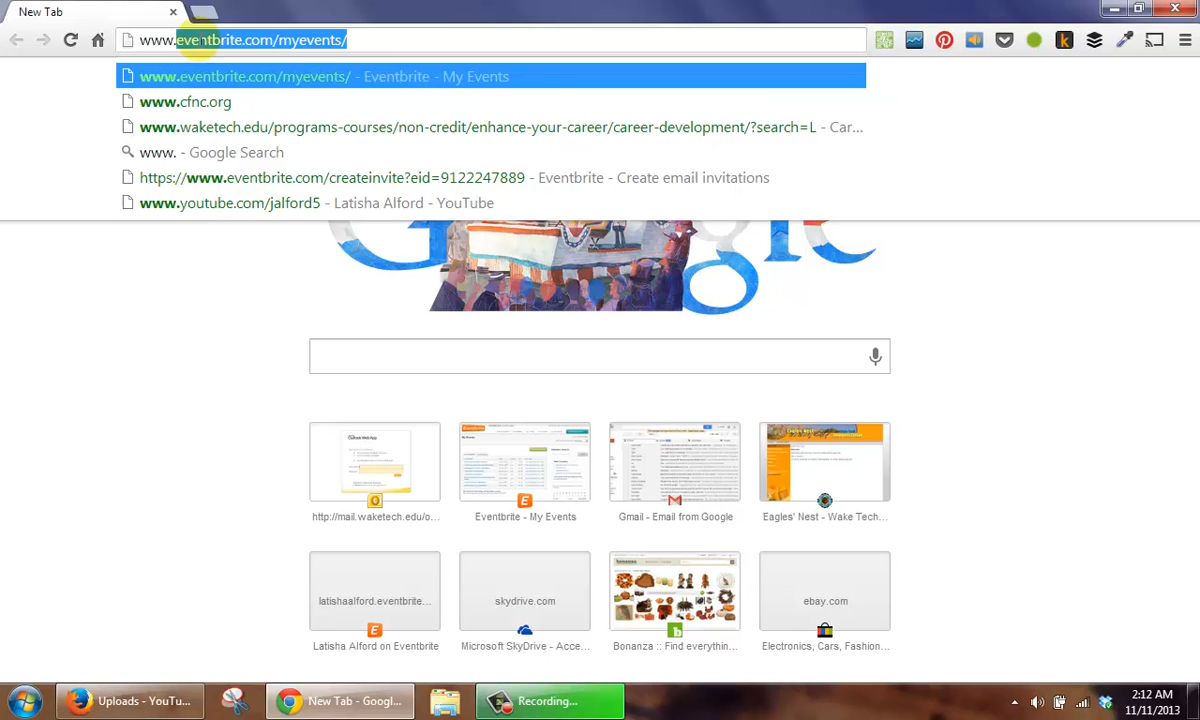 New Tab
www.eventbrite.com/myevents/
www.eventbrite.com/myevents/ - Eventbrite - My Events
www.cfnc.org
www.waketech.edu/programs-courses/non-credit/enhance-your-career/career-development/?search=L - Car...
www. - Google Search
https://www.eventbrite.com/createinvite?eid=9122247889 - Eventbrite - Create email invitations
www.youtube.com/jalford5 - Latisha Alford - YouTube
http://mail.waketech.edu/o...
Eventbrite - My Events
Gmail - Email from Google
Eagles' Nest - Wake Tech...
latishaalford.eventbrite...
skydrive.com
ebay.com
Latisha Alford on Eventbrite
Microsoft SkyDrive - Acce...
Bonanza :: Find everythin...
Electronics, Cars, Fashion...
Uploads - YouTu...
New Tab - Googl...
Recording...
2:12 AM
11/11/2013